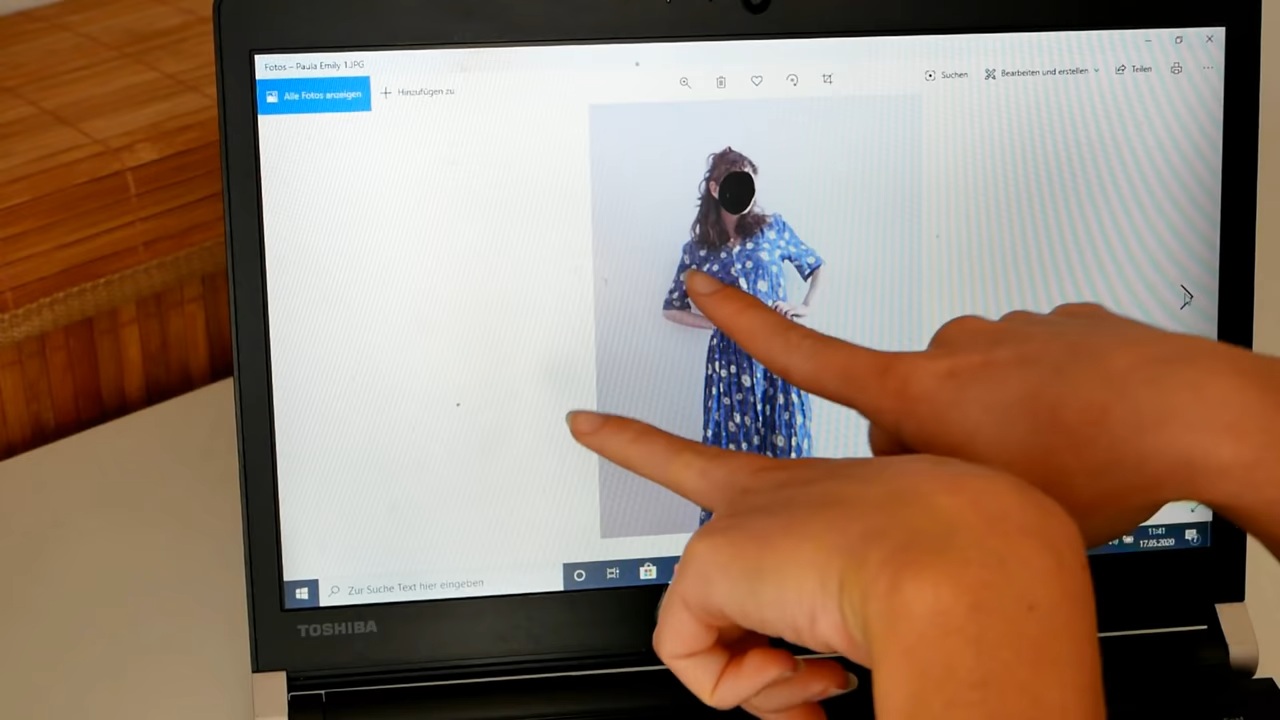 Fotos – Paula Emily 1.JPG
Alle Fotos anzeigen
Hinzufügen zu
Suchen
Bearbeiten und erstellen
Teilen
Zur Suche Text hier eingeben
11:41
17.05.2020
TOSHIBA